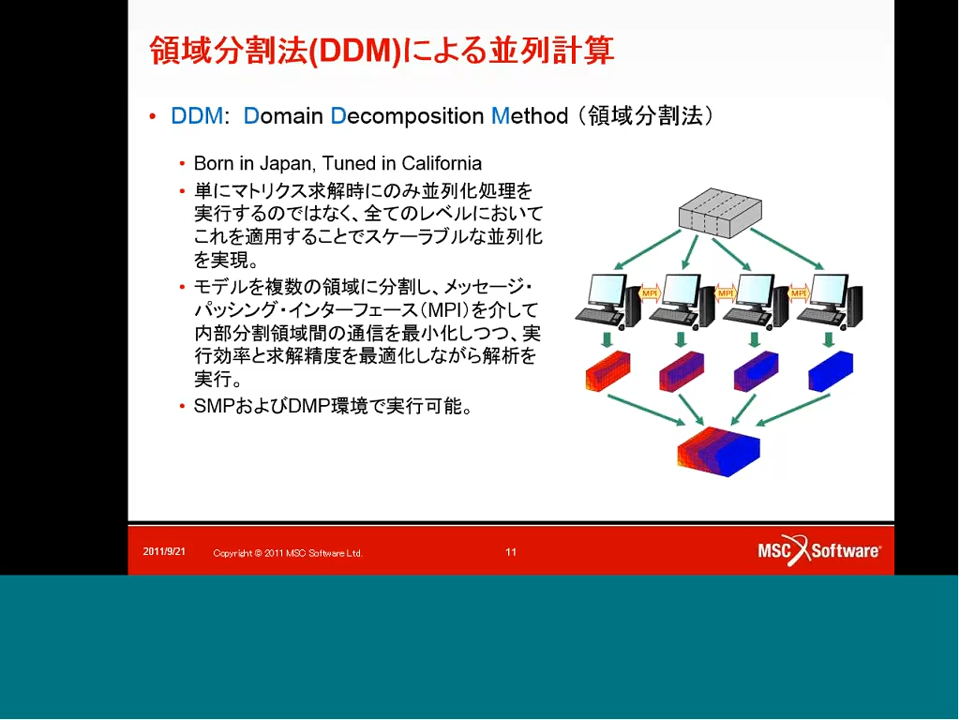 領域分割法(DDM)による並列計算
• DDM: Domain Decomposition Method（領域分割法）
• Born in Japan, Tuned in California
• 単にマトリクス求解時にのみ並列化処理を
実行するのではなく、全てのレベルにおいて
これを適用することでスケーラブルな並列化
を実現。
• モデルを複数の領域に分割し、メッセージ・
パッシング・インターフェース（MPI）を介して
内部分割領域間の通信を最小化しつつ、実
行効率と求解精度を最適化しながら解析を
実行。
• SMPおよびDMP環境で実行可能。
MPI MPI MPI
2011/9/21 Copyright © 2011 MSC Software Ltd. 11 MSC Software